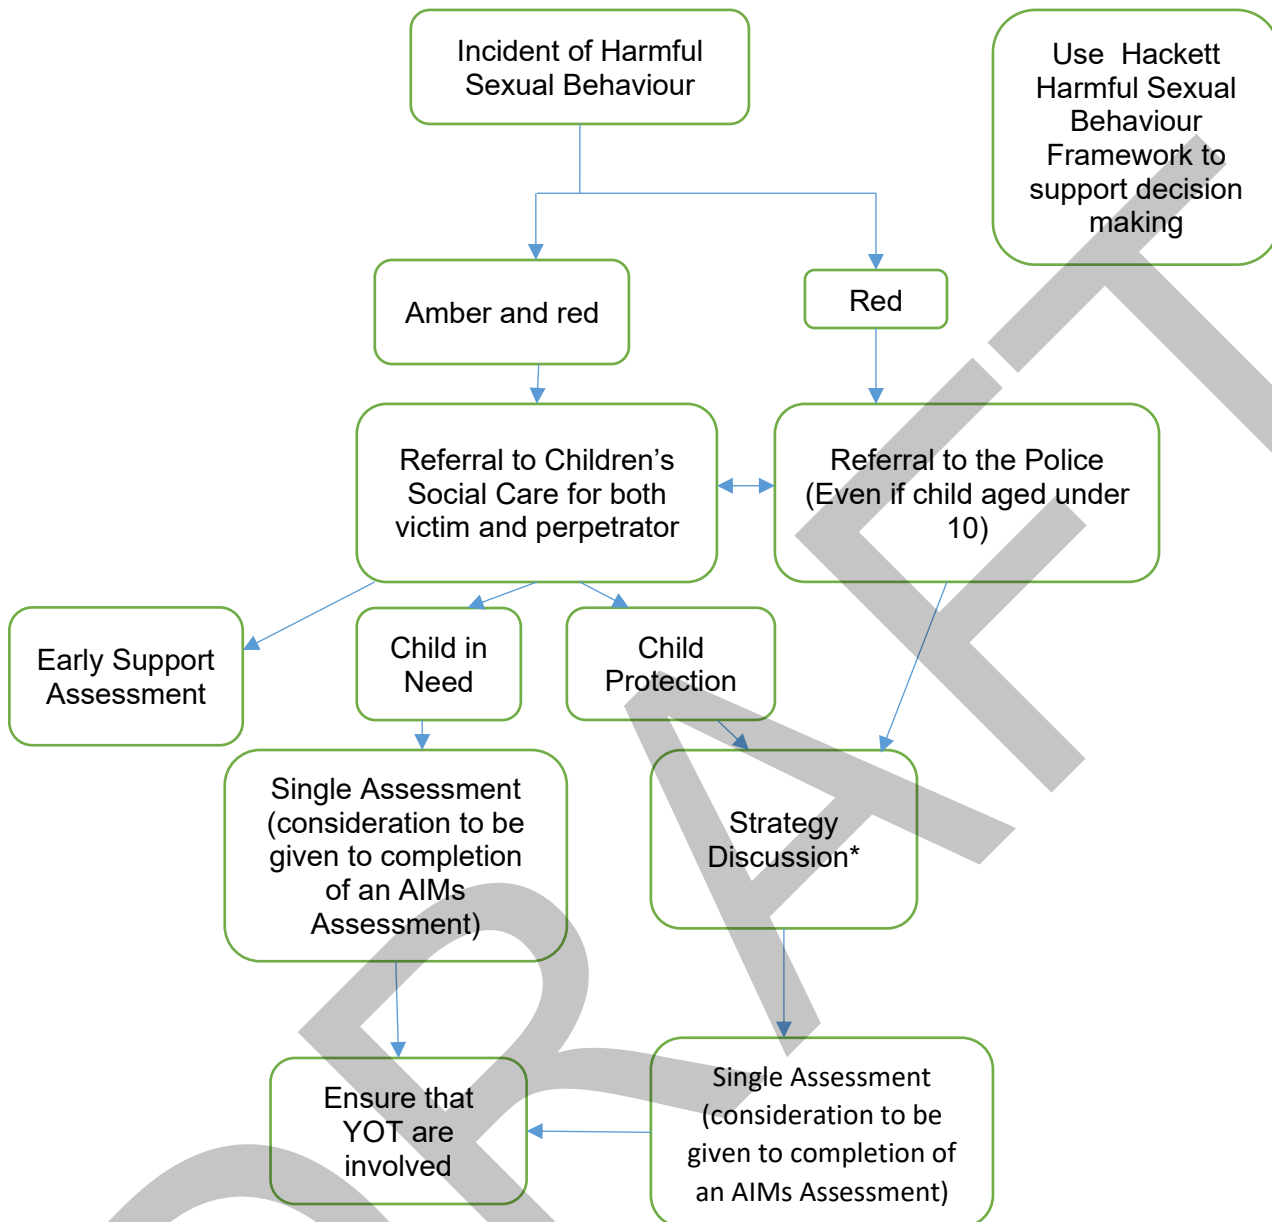 Incident of Harmful
Sexual Behaviour
Use Hackett
Harmful Sexual
Behaviour
Framework to
support decision
making
Amber and red
Red
Referral to Children’s
Social Care for both
victim and perpetrator
Referral to the Police
(Even if child aged under
10)
Early Support
Assessment
Child in
Need
Child
Protection
Single Assessment
(consideration to be
given to completion
of an AIMs
Assessment)
Strategy
Discussion*
Ensure that
YOT are
involved
Single Assessment
(consideration to be
given to completion of
an AIMs Assessment)
DRAFT